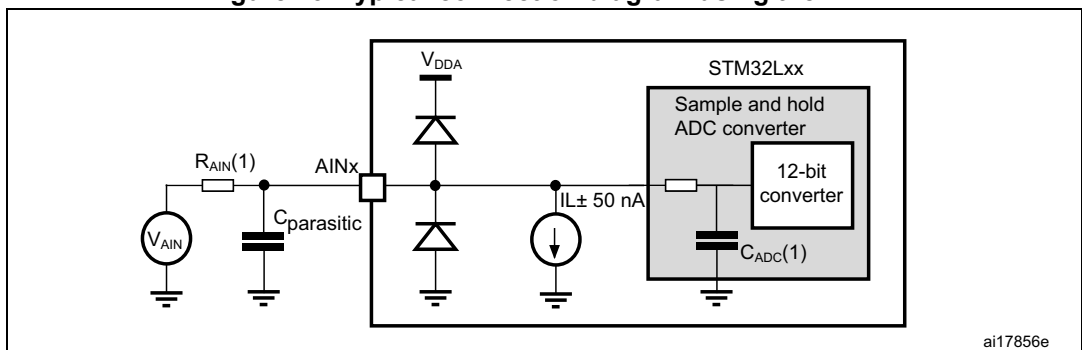 V_DDA
STM32Lxx
Sample and hold
ADC converter
R_AIN(1)
AINx
12-bit
converter
IL± 50 nA
C_parasitic
V_AIN
C_ADC(1)
ai17856e